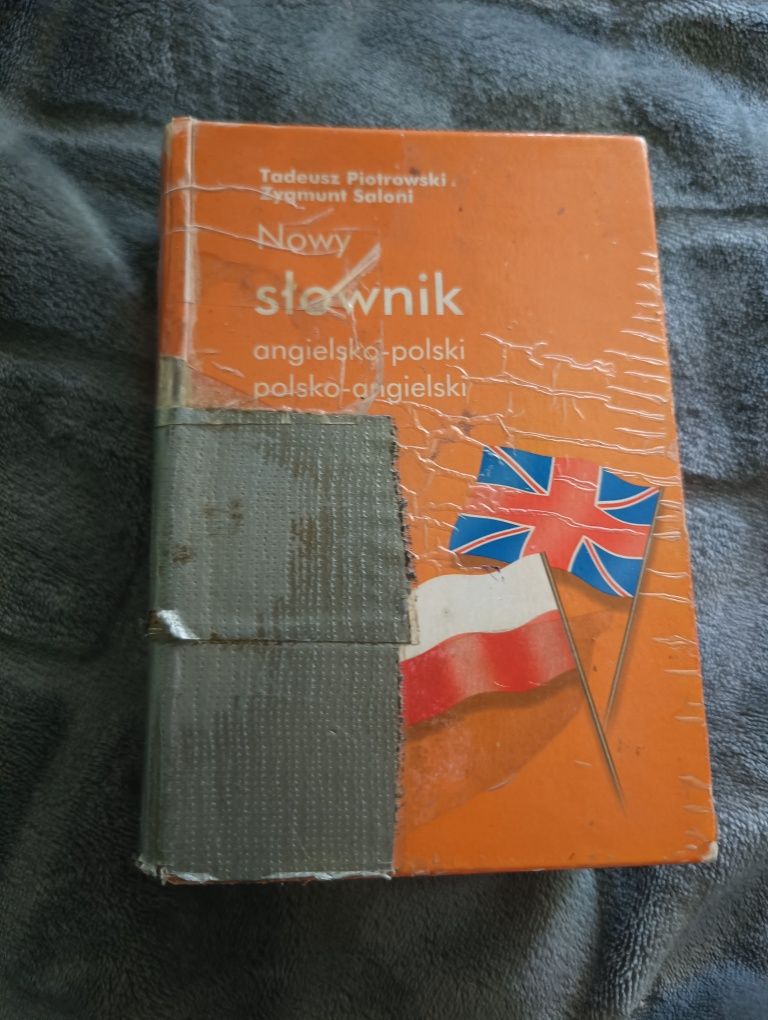 Tadeusz Piotrowski
Zygmunt Saloni
Nowy
słownik
angielsko-polski
polsko-angielski